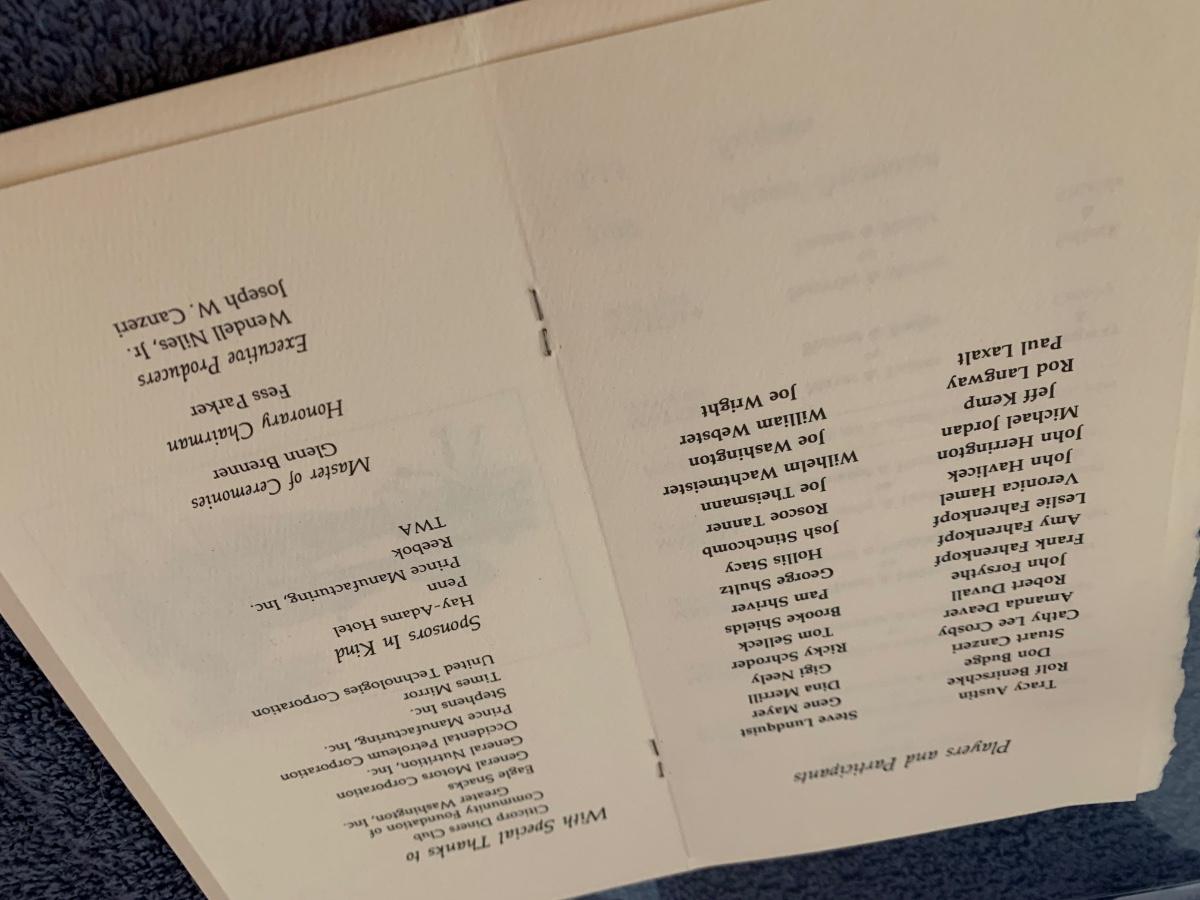 Players and Participants
Tracy Austin
Rolf Benirschke
Don Budge
Stuart Canzeri
Cathy Lee Crosby
Amanda Deaver
Robert Duvall
John Forsythe
Frank Fahrenkopf
Amy Fahrenkopf
Leslie Fahrenkopf
Veronica Hamel
John Havlicek
John Herrington
Michael Jordan
Jeff Kemp
Rod Langway
Paul Laxalt
Steve Lundquist
Gene Mayer
Dina Merrill
Gigi Neely
Ricky Schroder
Tom Selleck
Brooke Shields
Pam Shriver
George Shultz
Hollis Stacy
Josh Stinchcomb
Roscoe Tanner
Joe Theismann
Wilhelm Wachtmeister
Joe Washington
William Webster
Joe Wright
With Special Thanks to
Citicorp Diners Club
Community Foundation of
Greater Washington, Inc.
Eagle Snacks
General Motors Corporation
General Nutrition, Inc.
Occidental Petroleum Corporation
Prince Manufacturing, Inc.
Stephens Inc.
Times Mirror
United Technologies Corporation
Sponsors In Kind
Hay-Adams Hotel
Penn
Prince Manufacturing, Inc.
Reebok
TWA
Master of Ceremonies
Glenn Brenner
Honorary Chairman
Fess Parker
Executive Producers
Wendell Niles, Jr.
Joseph W. Canzeri